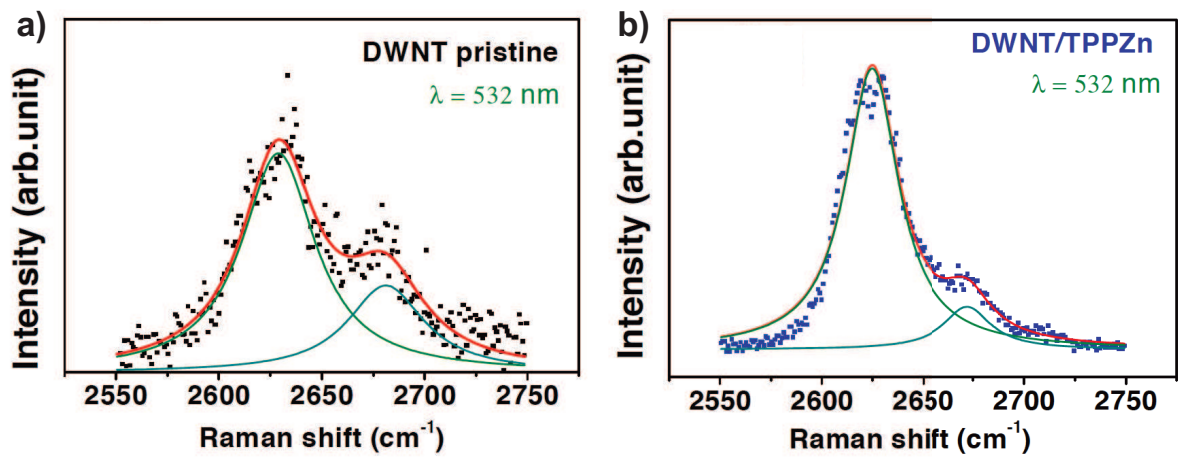 a)
DWNT pristine
λ = 532 nm
Intensity (arb.unit)
2550 2600 2650 2700 2750
Raman shift (cm⁻¹)
b)
DWNT/TPPZn
λ = 532 nm
Intensity (arb.unit)
2550 2600 2650 2700 2750
Raman shift (cm⁻¹)